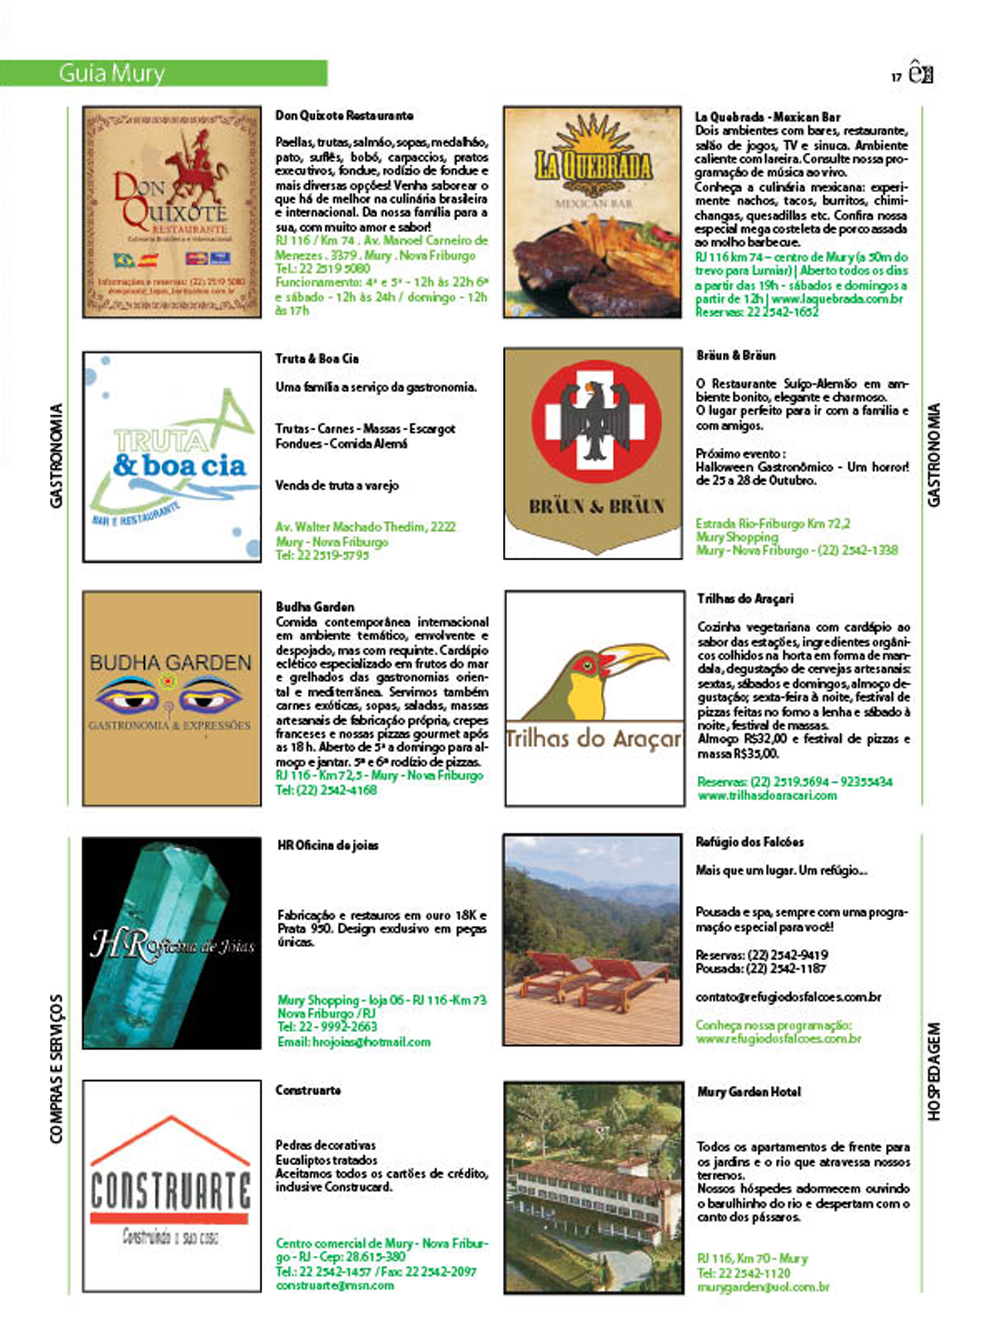 Guia Mury
17 ê
GASTRONOMIA
DON
QUIXOTE
RESTAURANTE
Culinária Brasileira e Internacional
Informações e reservas: (22) 2519 5080
Don Quixote Restaurante
Paellas, trutas, salmão, sopas, medalhão,
pato, suflês, bobó, carpaccios, pratos
executivos, fondue, rodízio de fondue e
mais diversas opções! Venha saborear o
que há de melhor na culinária brasileira
e internacional. Da nossa família para a
sua, com muito amor e sabor!
RJ 116 / Km 74 . Av. Manoel Carneiro de
Menezes . 3379 . Mury . Nova Friburgo
Tel.: 22 2519 5080
Funcionamento: 4ª e 5ª - 12h às 22h 6ª
e sábado - 12h às 24h / domingo - 12h
às 17h
LA QUEBRADA
MEXICAN BAR
La Quebrada - Mexican Bar
Dois ambientes com bares, restaurante,
salão de jogos, TV e sinuca. Ambiente
caliente com lareira. Consulte nossa pro-
gramação de música ao vivo.
Conheça a culinária mexicana: experi-
mente nachos, tacos, burritos, chimi-
changas, quesadillas etc. Confira nossa
especial mega costeleta de porco assada
ao molho barbecue.
RJ 116 km 74 – centro de Mury (a 50m do
trevo para Lumiar) | Aberto todos os dias
a partir das 19h - sábados e domingos a
partir de 12h | www.laquebrada.com.br
Reservas: 22 2542-1652
TRUTA
& boa cia
BAR E RESTAURANTE
Truta & Boa Cia
Uma família a serviço da gastronomia.
Trutas - Carnes - Massas - Escargot
Fondues - Comida Alemã
Venda de truta a varejo
Av. Walter Machado Thedim, 2222
Mury - Nova Friburgo
Tel: 22 2519-5795
BRÄUN & BRÄUN
Bräun & Bräun
O Restaurante Suíço-Alemão em am-
biente bonito, elegante e charmoso.
O lugar perfeito para ir com a família e
com amigos.
Próximo evento :
Halloween Gastronômico - Um horror!
de 25 a 28 de Outubro.
Estrada Rio-Friburgo Km 72,2
Mury Shopping
Mury - Nova Friburgo - (22) 2542-1338
GASTRONOMIA
BUDHA GARDEN
GASTRONOMIA & EXPRESSÕES
Budha Garden
Comida contemporânea internacional
em ambiente temático, envolvente e
despojado, mas com requinte. Cardápio
eclético especializado em frutos do mar
e grelhados das gastronomias orien-
tal e mediterrânea. Servimos também
carnes exóticas, sopas, saladas, massas
artesanais de fabricação própria, crepes
franceses e nossas pizzas gourmet após
as 18 h. Aberto de 5ª a domingo para al-
moço e jantar. 5ª e 6ª rodízio de pizzas.
RJ 116 - Km 72,5 - Mury - Nova Friburgo
Tel: (22) 2542-4168
Trilhas do Araçari
Trilhas do Araçari
Cozinha vegetariana com cardápio ao
sabor das estações, ingredientes orgâni-
cos colhidos na horta em forma de man-
dala, degustação de cervejas artesanais:
sextas, sábados e domingos, almoço de-
gustação; sexta-feira à noite, festival de
pizzas feitas no forno a lenha e sábado à
noite, festival de massas.
Almoço R$32,00 e festival de pizzas e
massa R$35,00.
Reservas: (22) 2519.5694 – 92355434
www.trilhasdoaracari.com
COMPRAS E SERVIÇOS
HR Oficina de Jóias
HR Oficina de joias
Fabricação e restauros em ouro 18K e
Prata 950. Design exclusivo em peças
únicas.
Mury Shopping - loja 06 - RJ 116 -Km 73
Nova Friburgo / RJ
Tel: 22 - 9992-2663
Email: hrojoias@hotmail.com
Refúgio dos Falcões
Mais que um lugar. Um refúgio...
Pousada e spa, sempre com uma progra-
mação especial para você!
Reservas: (22) 2542-9419
Pousada: (22) 2542-1187
contato@refugiodosfalcoes.com.br
Conheça nossa programação:
www.refugiodosfalcoes.com.br
HOSPEDAGEM
CONSTRUARTE
Construindo a sua casa
Construarte
Pedras decorativas
Eucaliptos tratados
Aceitamos todos os cartões de crédito,
inclusive Construcard.
Centro comercial de Mury - Nova Fribur-
go - RJ - Cep: 28.615-380
Tel.: 22 2542-1457 / Fax: 22 2542-2097
construarte@msn.com
Mury Garden Hotel
Todos os apartamentos de frente para
os jardins e o rio que atravessa nossos
terrenos.
Nossos hóspedes adormecem ouvindo
o barulhinho do rio e despertam com o
canto dos pássaros.
RJ 116, Km 70 - Mury
Tel: 22 2542-1120
murygarden@uol.com.br